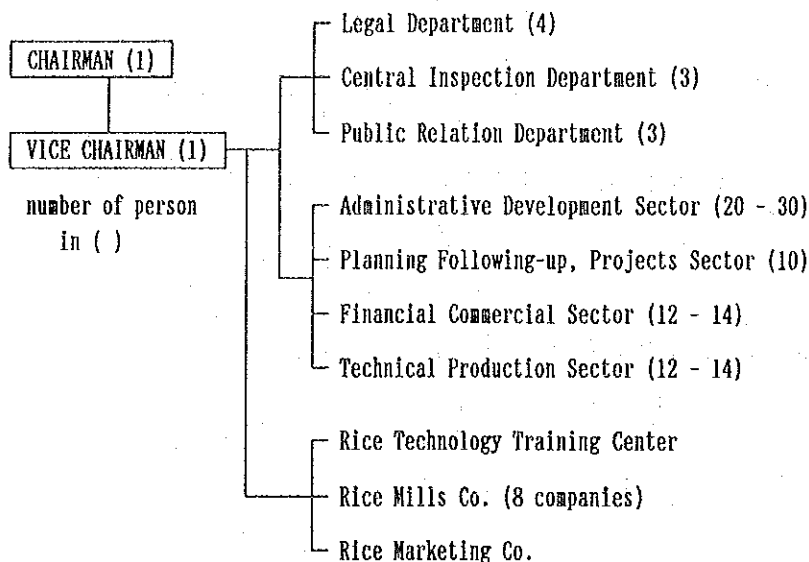 CHAIRMAN (1)
VICE CHAIRMAN (1)
number of person
in ( )
Legal Department (4)
Central Inspection Department (3)
Public Relation Department (3)
Administrative Development Sector (20 - 30)
Planning Following-up, Projects Sector (10)
Financial Commercial Sector (12 - 14)
Technical Production Sector (12 - 14)
Rice Technology Training Center
Rice Mills Co. (8 companies)
Rice Marketing Co.